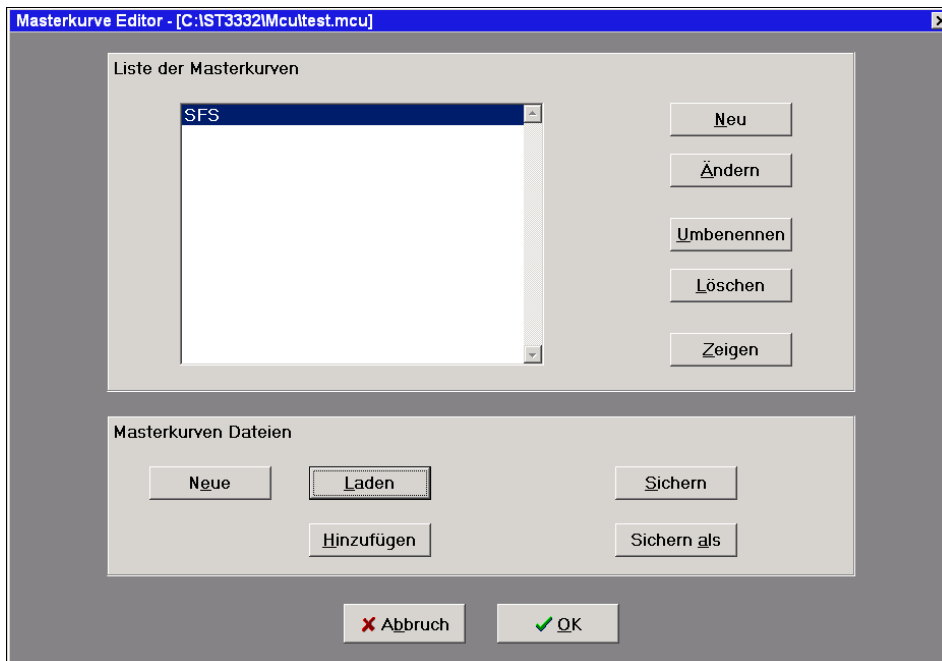 Masterkurve Editor - [C:\ST3332\Mcu\test.mcu]
Liste der Masterkurven
SFS
Neu
Ändern
Umbenennen
Löschen
Zeigen
Masterkurven Dateien
Neue
Laden
Sichern
Hinzufügen
Sichern als
Abbruch
OK